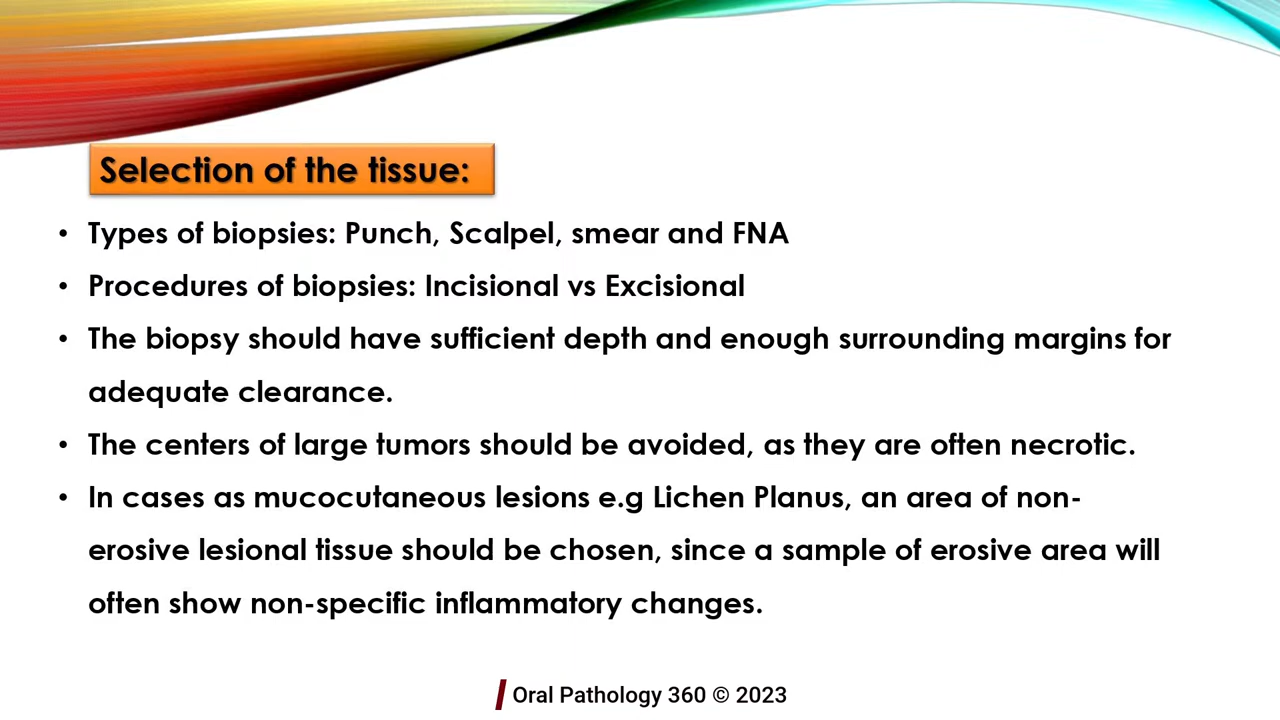 Selection of the tissue:
• Types of biopsies: Punch, Scalpel, smear and FNA
• Procedures of biopsies: Incisional vs Excisional
• The biopsy should have sufficient depth and enough surrounding margins for
adequate clearance.
• The centers of large tumors should be avoided, as they are often necrotic.
• In cases as mucocutaneous lesions e.g Lichen Planus, an area of non-
erosive lesional tissue should be chosen, since a sample of erosive area will
often show non-specific inflammatory changes.
Oral Pathology 360 © 2023